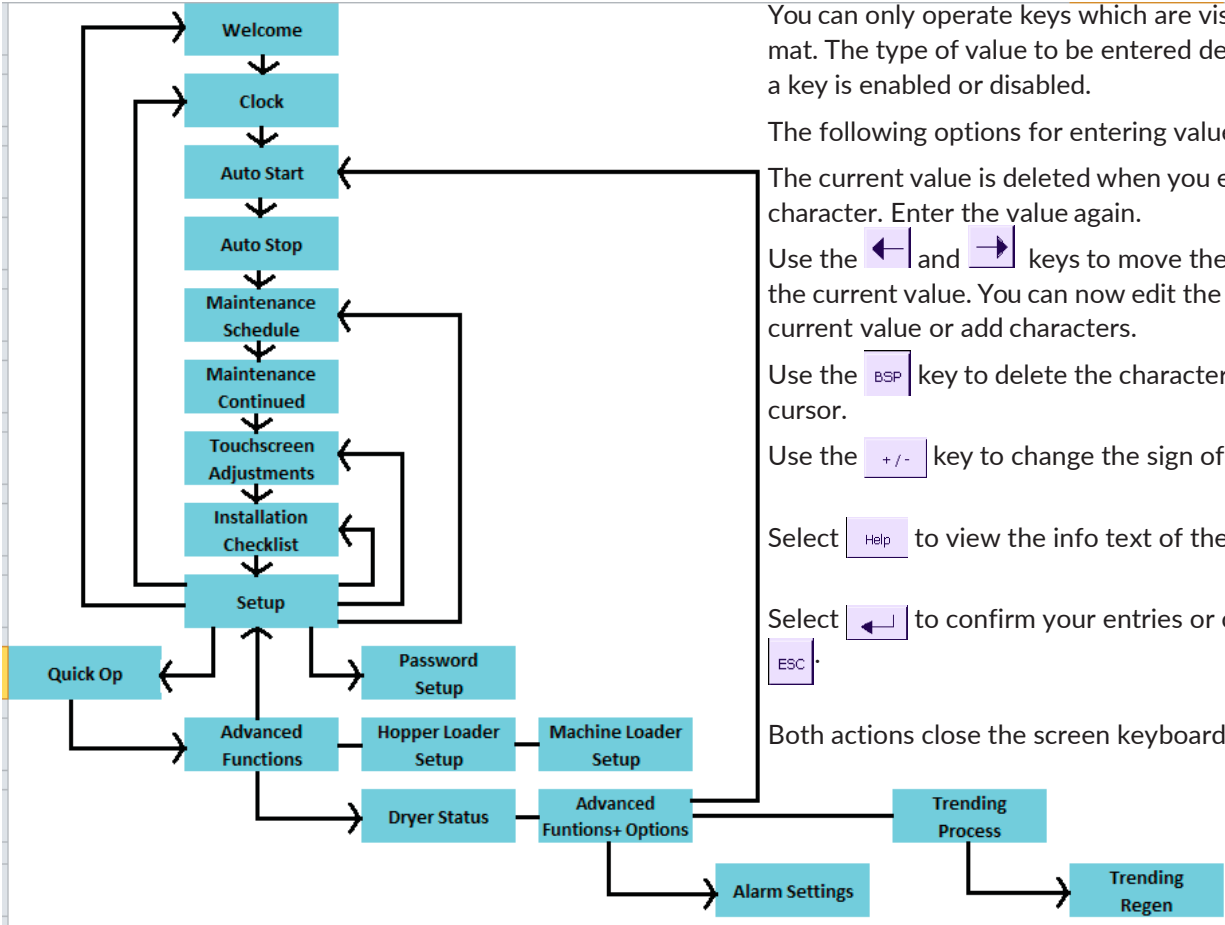 Welcome
Clock
Auto Start
Auto Stop
Maintenance
Schedule
Maintenance
Continued
Touchscreen
Adjustments
Installation
Checklist
Setup
Quick Op
Password
Setup
Advanced
Functions
Hopper Loader
Setup
Machine Loader
Setup
Dryer Status
Advanced
Funtions+ Options
Trending
Process
Alarm Settings
Trending
Regen
You can only operate keys which are vis
mat. The type of value to be entered de
a key is enabled or disabled.
The following options for entering value
The current value is deleted when you e
character. Enter the value again.
Use the and keys to move the
the current value. You can now edit the
current value or add characters.
Use the BSP key to delete the character
cursor.
Use the +/- key to change the sign of
Select Help to view the info text of the
Select to confirm your entries or
ESC.
Both actions close the screen keyboard